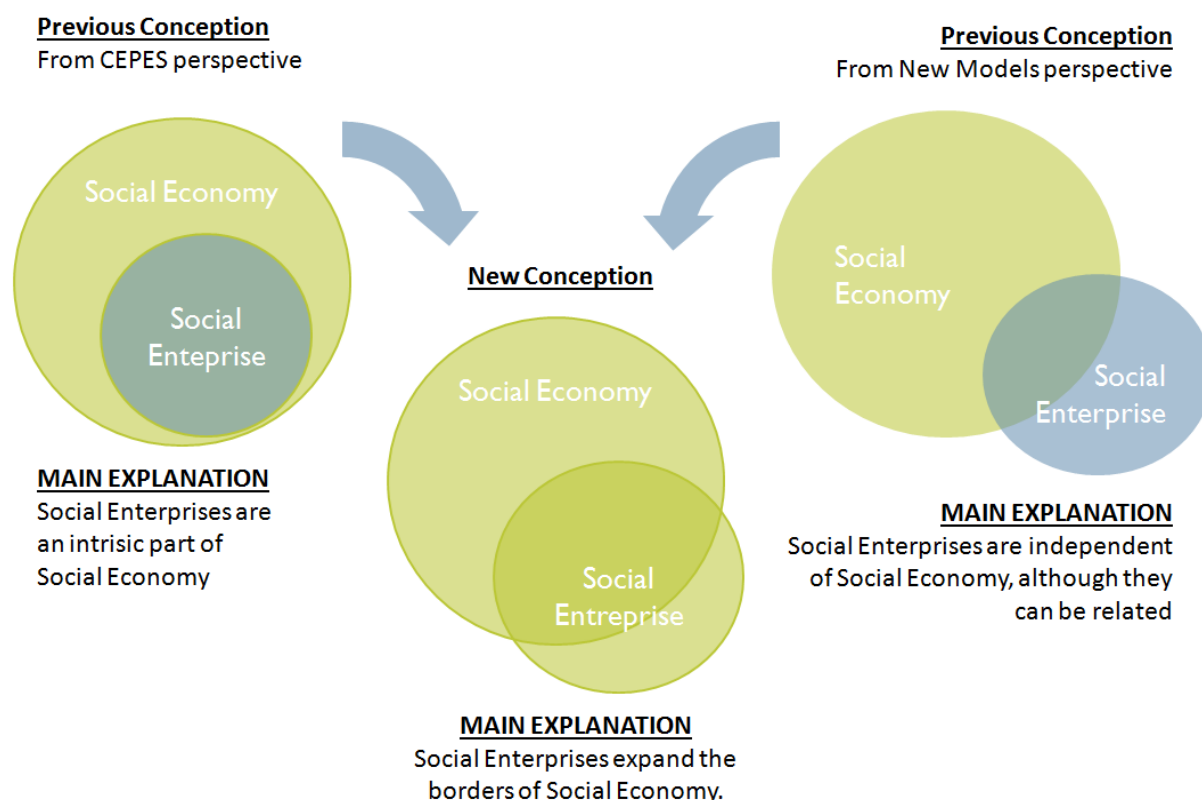 Previous Conception
From CEPES perspective
Social Economy
Social
Enteprise
MAIN EXPLANATION
Social Enterprises are
an intrisic part of
Social Economy
New Conception
Social Economy
Social
Entreprise
MAIN EXPLANATION
Social Enterprises expand the
borders of Social Economy.
Previous Conception
From New Models perspective
Social
Economy
Social
Enterprise
MAIN EXPLANATION
Social Enterprises are independent
of Social Economy, although they
can be related